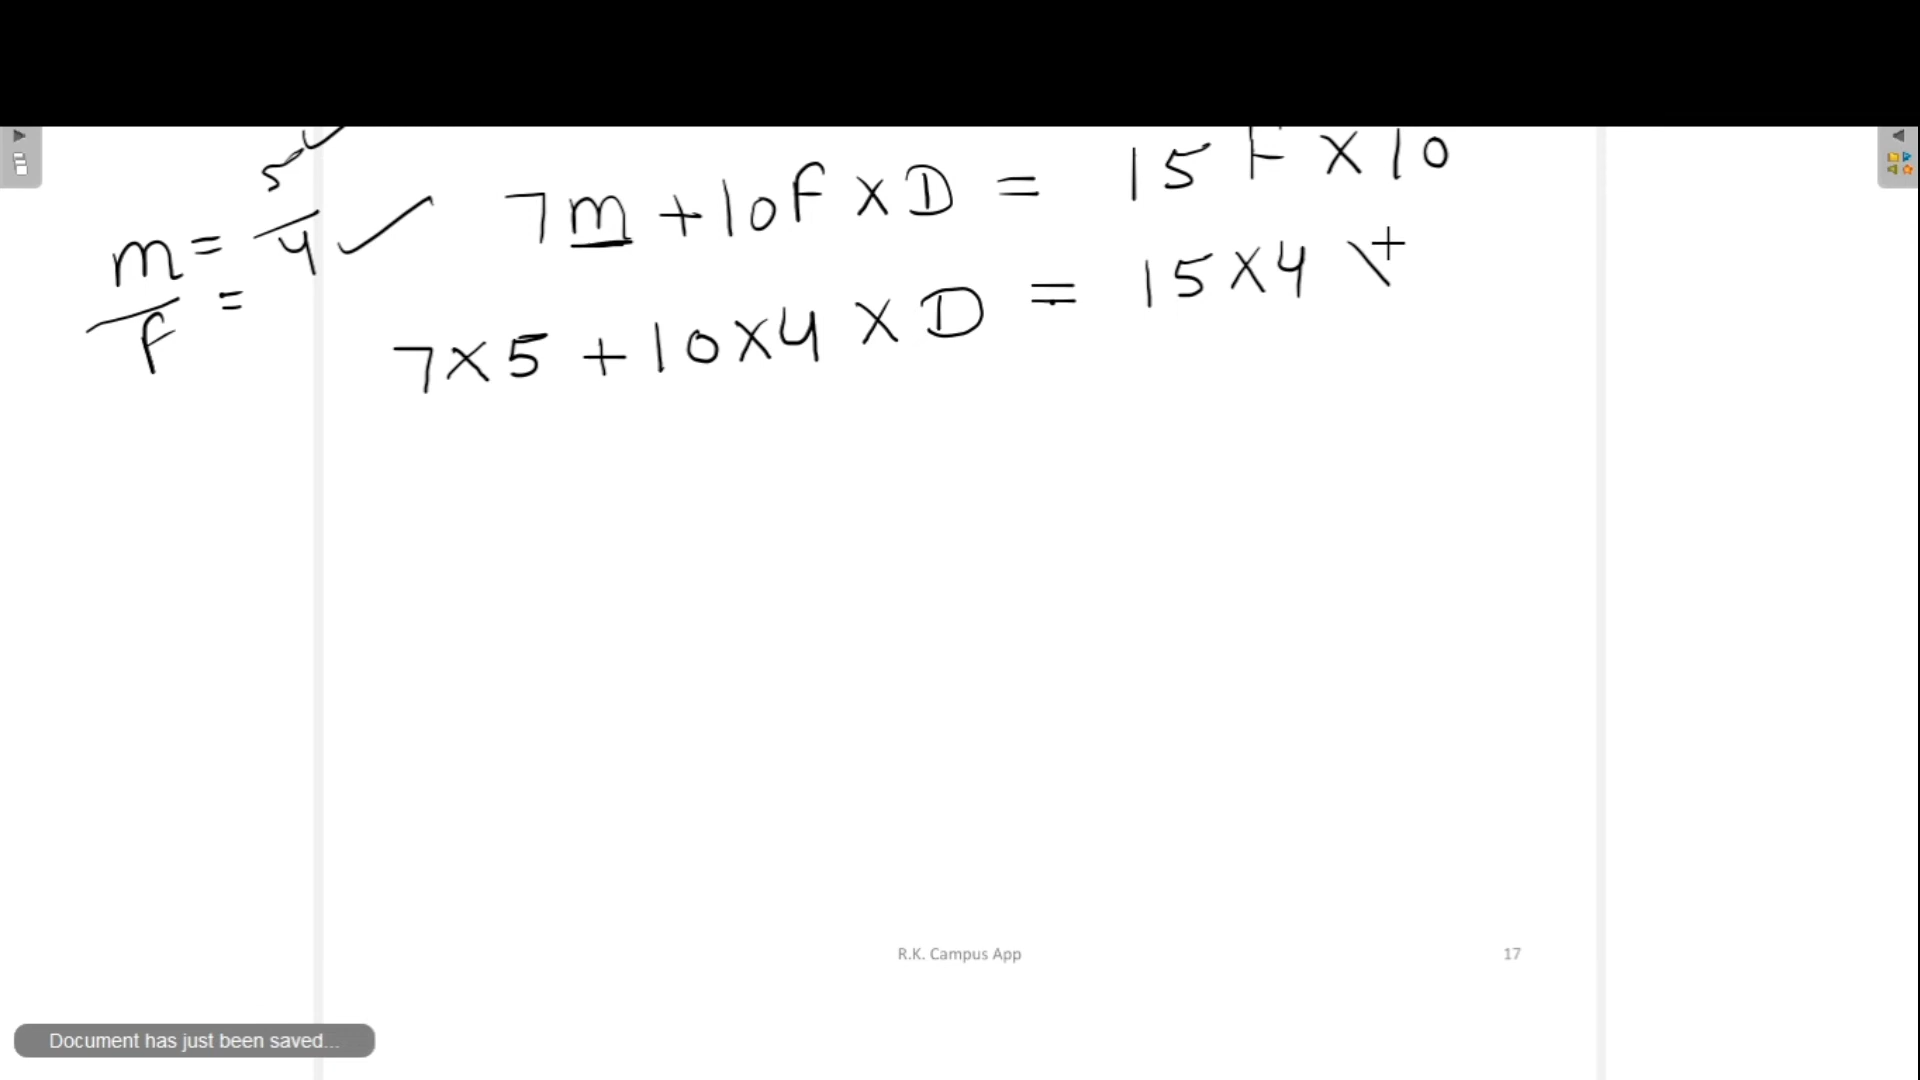 5
m = 4
F =
7m + 10F × D = 15 F × 10
7 × 5 + 10 × 4 × D = 15 × 4 \
R.K. Campus App
17
Document has just been saved...